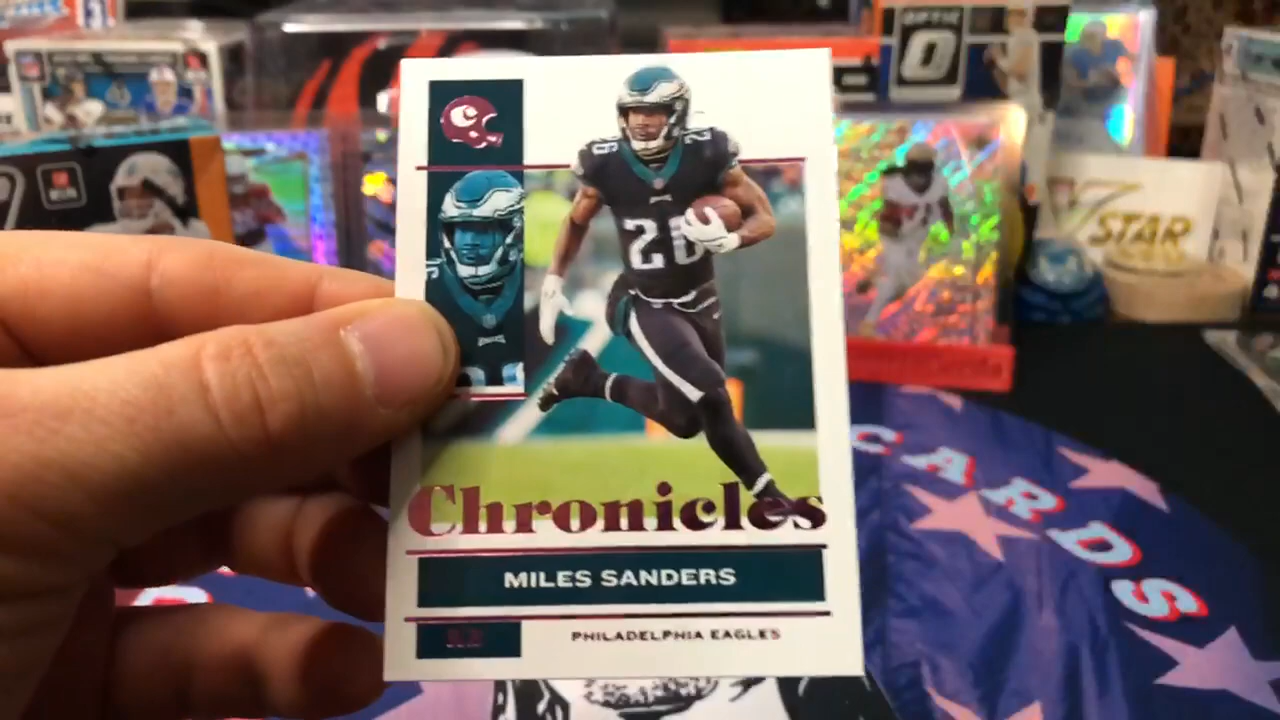 OPTIC
O
STAR
C
26
26
Chronicles
MILES SANDERS
PHILADELPHIA EAGLES
CARDS